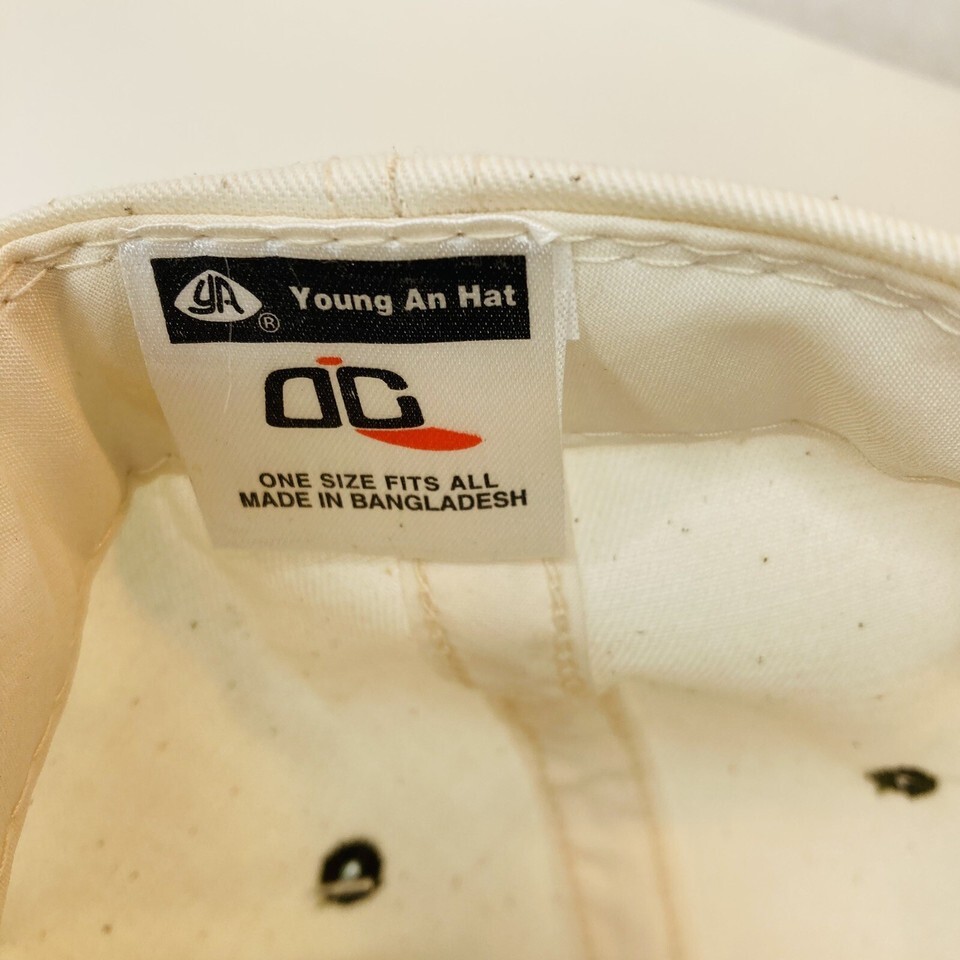 YA ® Young An Hat
OC
ONE SIZE FITS ALL
MADE IN BANGLADESH